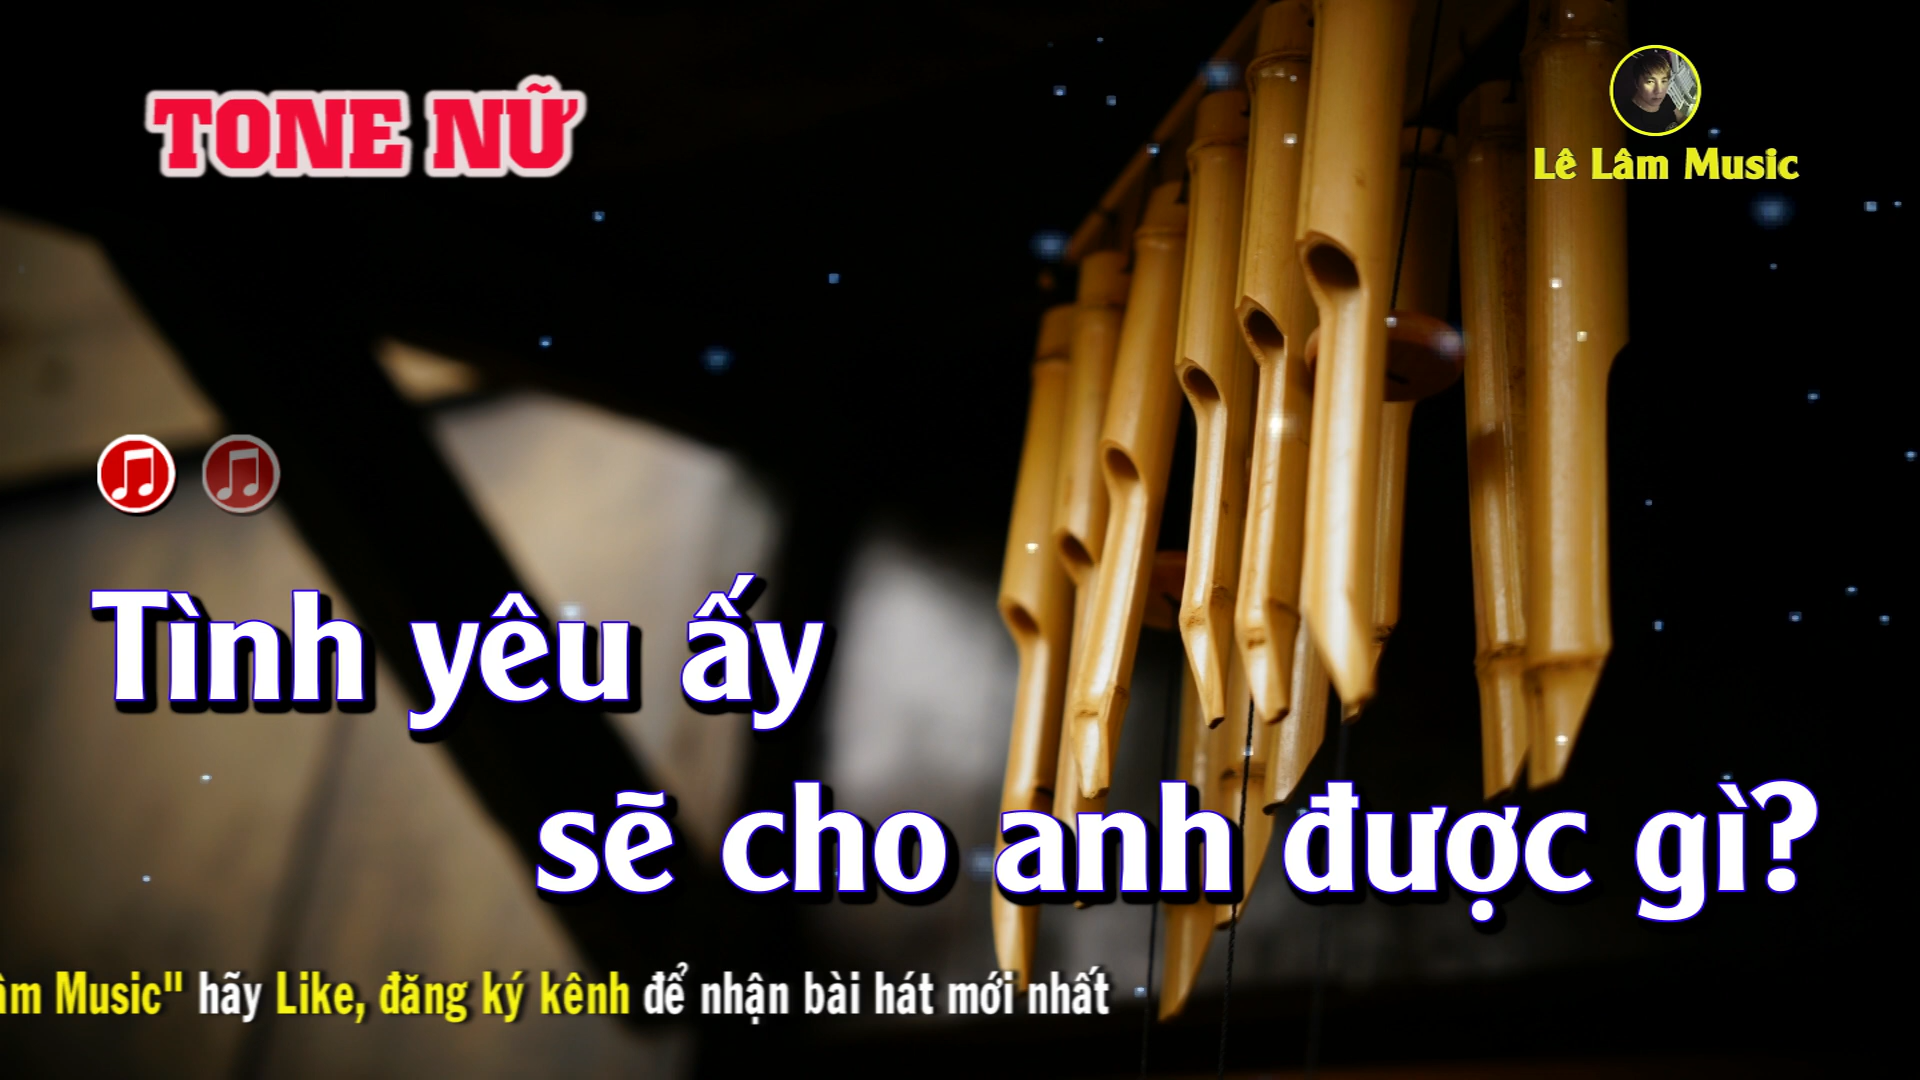 TONE NỮ
Lê Lâm Music
Tình yêu ấy
sẽ cho anh được gì?
âm Music" hãy Like, đăng ký kênh để nhận bài hát mới nhất